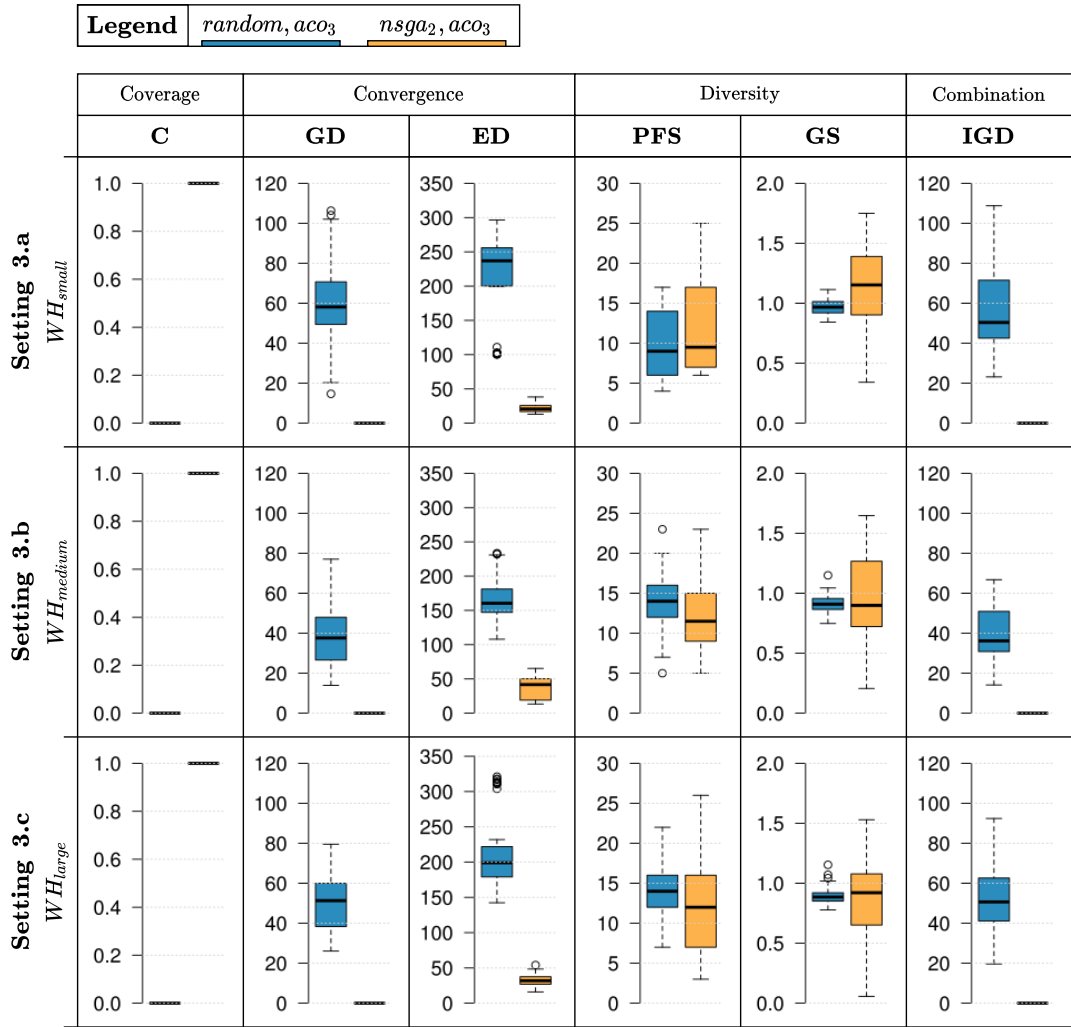 Legend random, aco3 nsga2, aco3
Coverage Convergence Diversity Combination
C GD ED PFS GS IGD
Setting 3.a
WHsmall
1.0 0.8 0.6 0.4 0.2 0.0
120 100 80 60 40 20 0
350 300 250 200 150 100 50 0
30 25 20 15 10 5 0
2.0 1.5 1.0 0.5 0.0
120 100 80 60 40 20 0
Setting 3.b
WHmedium
1.0 0.8 0.6 0.4 0.2 0.0
120 100 80 60 40 20 0
350 300 250 200 150 100 50 0
30 25 20 15 10 5 0
2.0 1.5 1.0 0.5 0.0
120 100 80 60 40 20 0
Setting 3.c
WHlarge
1.0 0.8 0.6 0.4 0.2 0.0
120 100 80 60 40 20 0
350 300 250 200 150 100 50 0
30 25 20 15 10 5 0
2.0 1.5 1.0 0.5 0.0
120 100 80 60 40 20 0